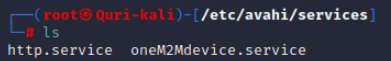 ┌──(root㉿Quri-kali)-[/etc/avahi/services]
└─# ls
http.service  oneM2Mdevice.service